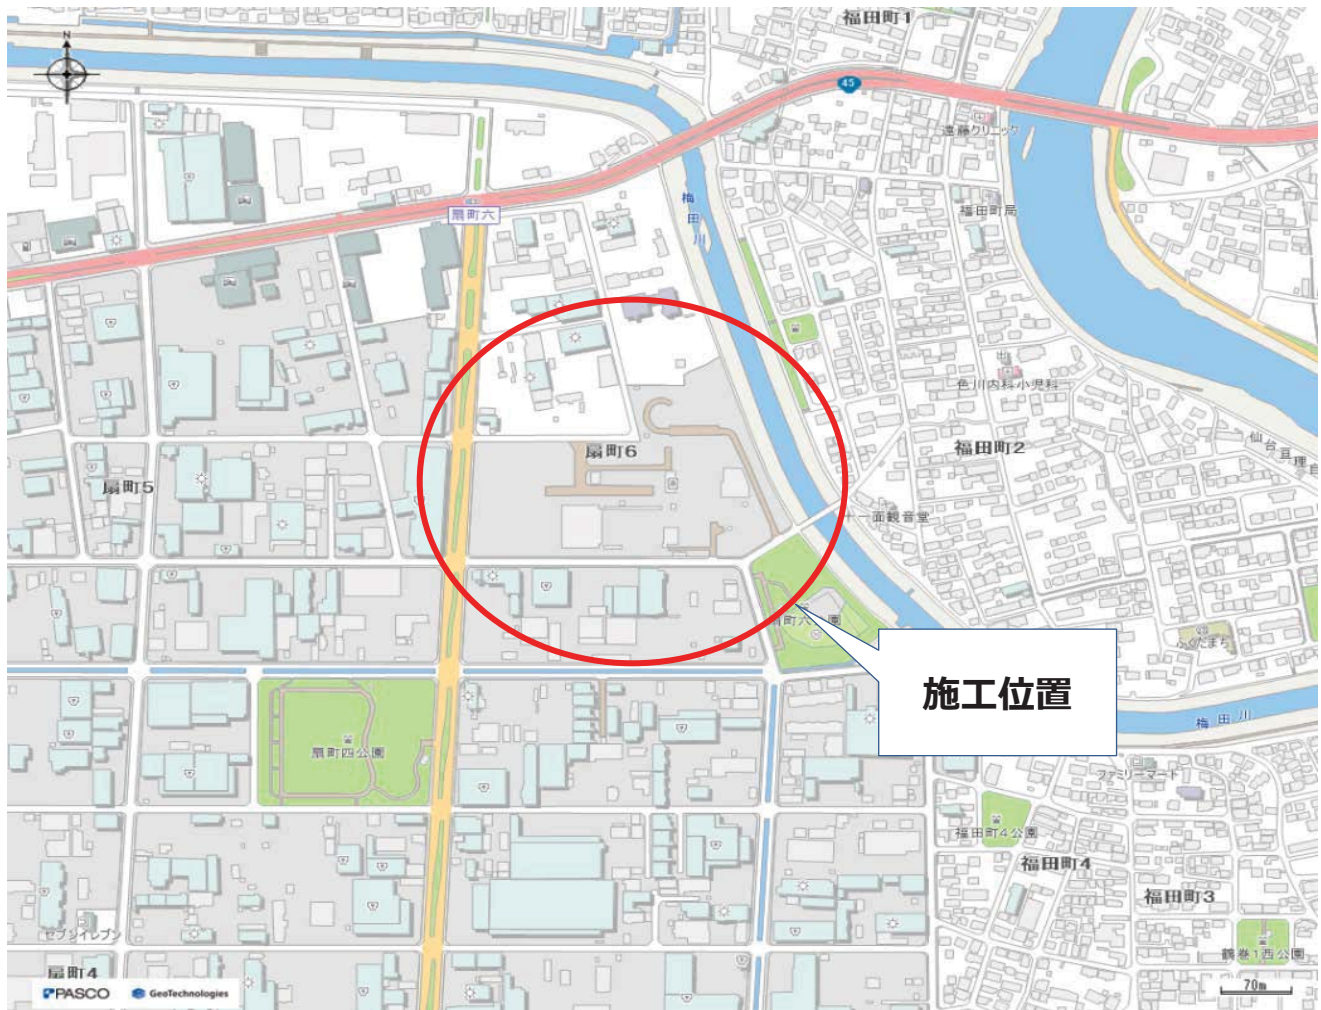 福田町1
N
45
遠藤クリニック
扇町六
梅田川
福田町局
色川内科小児科
福田町2
扇町6
扇町5
十一面観音堂
扇町六公園
ふくだまち
施工位置
梅田川
扇町四公園
ファミリーマート
福田町4公園
福田町4
福田町3
セブンイレブン
鶴巻1西公園
扇町4
PASCO
GeoTechnologies
70m